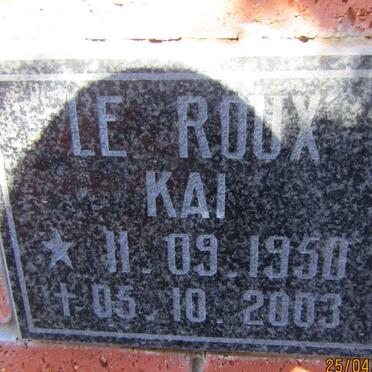 LE ROUX
KAI
★ 11.09.1950
† 05.10.2003
25/04